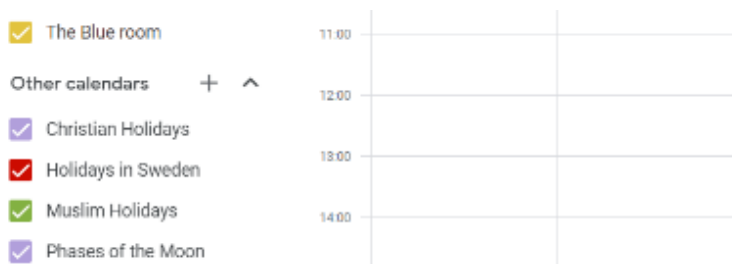 The Blue room
Other calendars
Christian Holidays
Holidays in Sweden
Muslim Holidays
Phases of the Moon
11:00
12:00
13:00
14:00